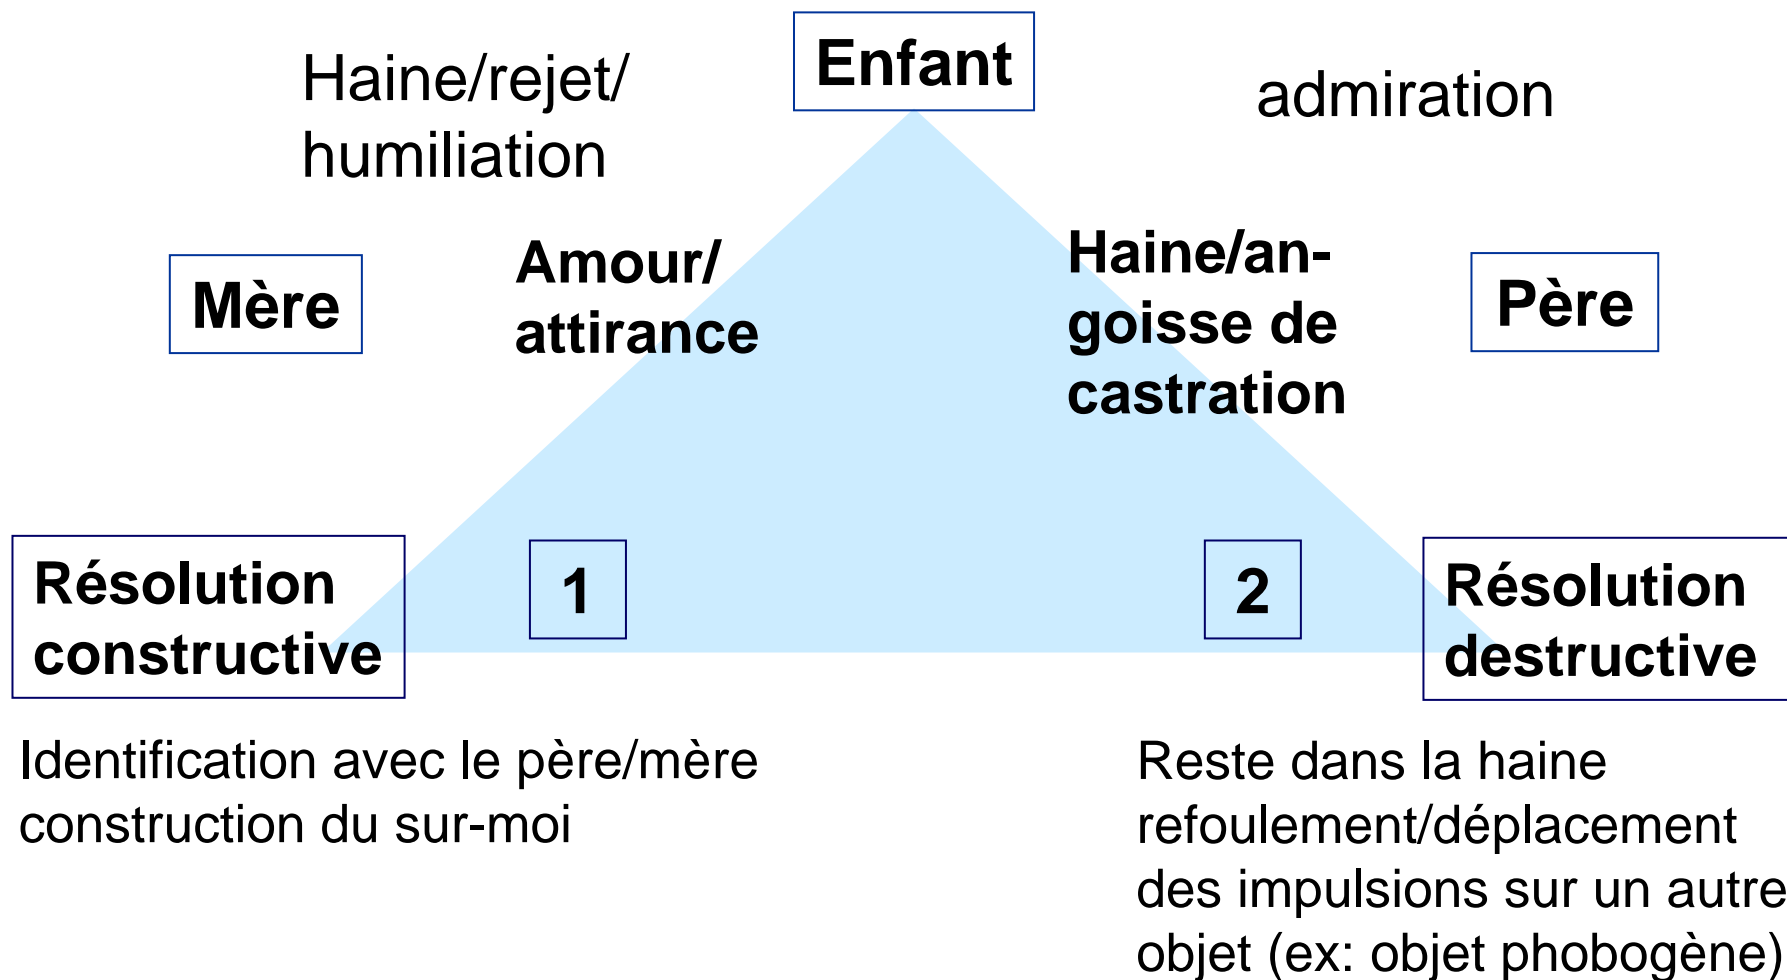 Enfant
Haine/rejet/
humiliation
admiration
Mère
Amour/
attirance
Haine/an-
goisse de
castration
Père
Résolution
constructive
1
2
Résolution
destructive
Identification avec le père/mère
construction du sur-moi
Reste dans la haine
refoulement/déplacement
des impulsions sur un autre
objet (ex: objet phobogène)